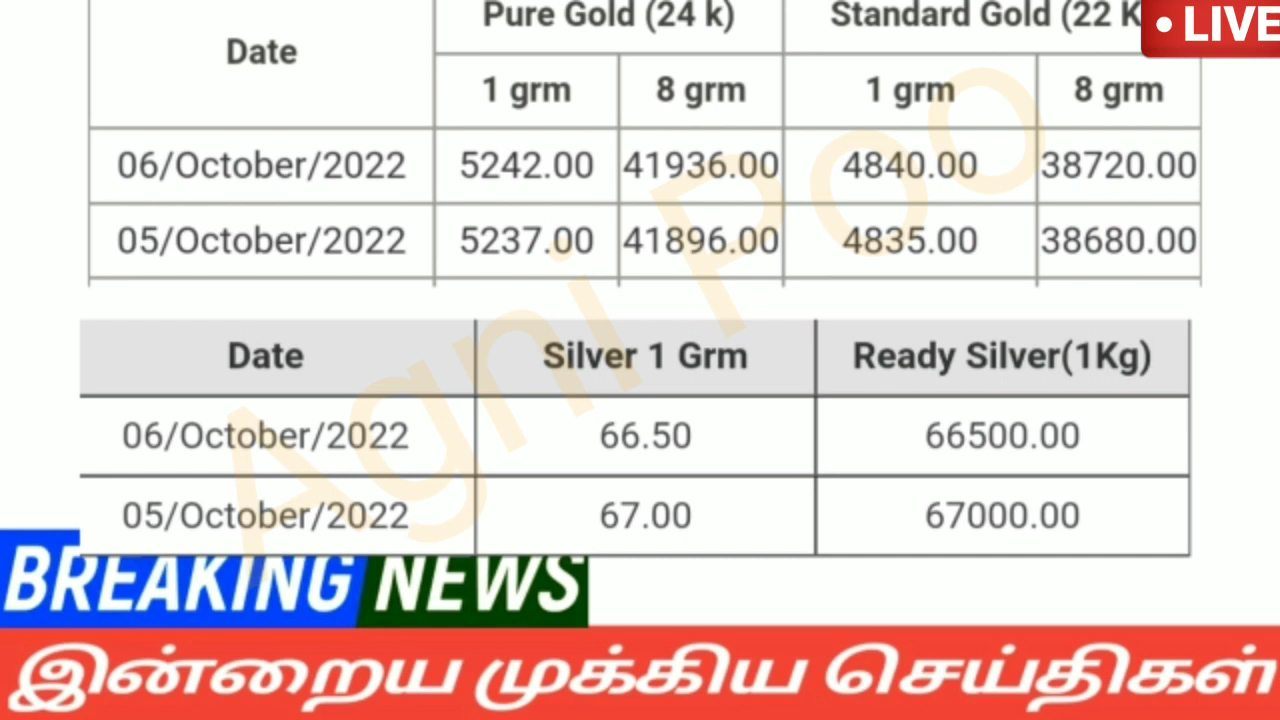 Pure Gold (24 k) Standard Gold (22 K
• LIVE
Date
1 grm 8 grm 1 grm 8 grm
06/October/2022 5242.00 41936.00 4840.00 38720.00
05/October/2022 5237.00 41896.00 4835.00 38680.00
Date Silver 1 Grm Ready Silver(1Kg)
06/October/2022 66.50 66500.00
05/October/2022 67.00 67000.00
Agni Poo
BREAKING NEWS
இன்றைய முக்கிய செய்திகள்